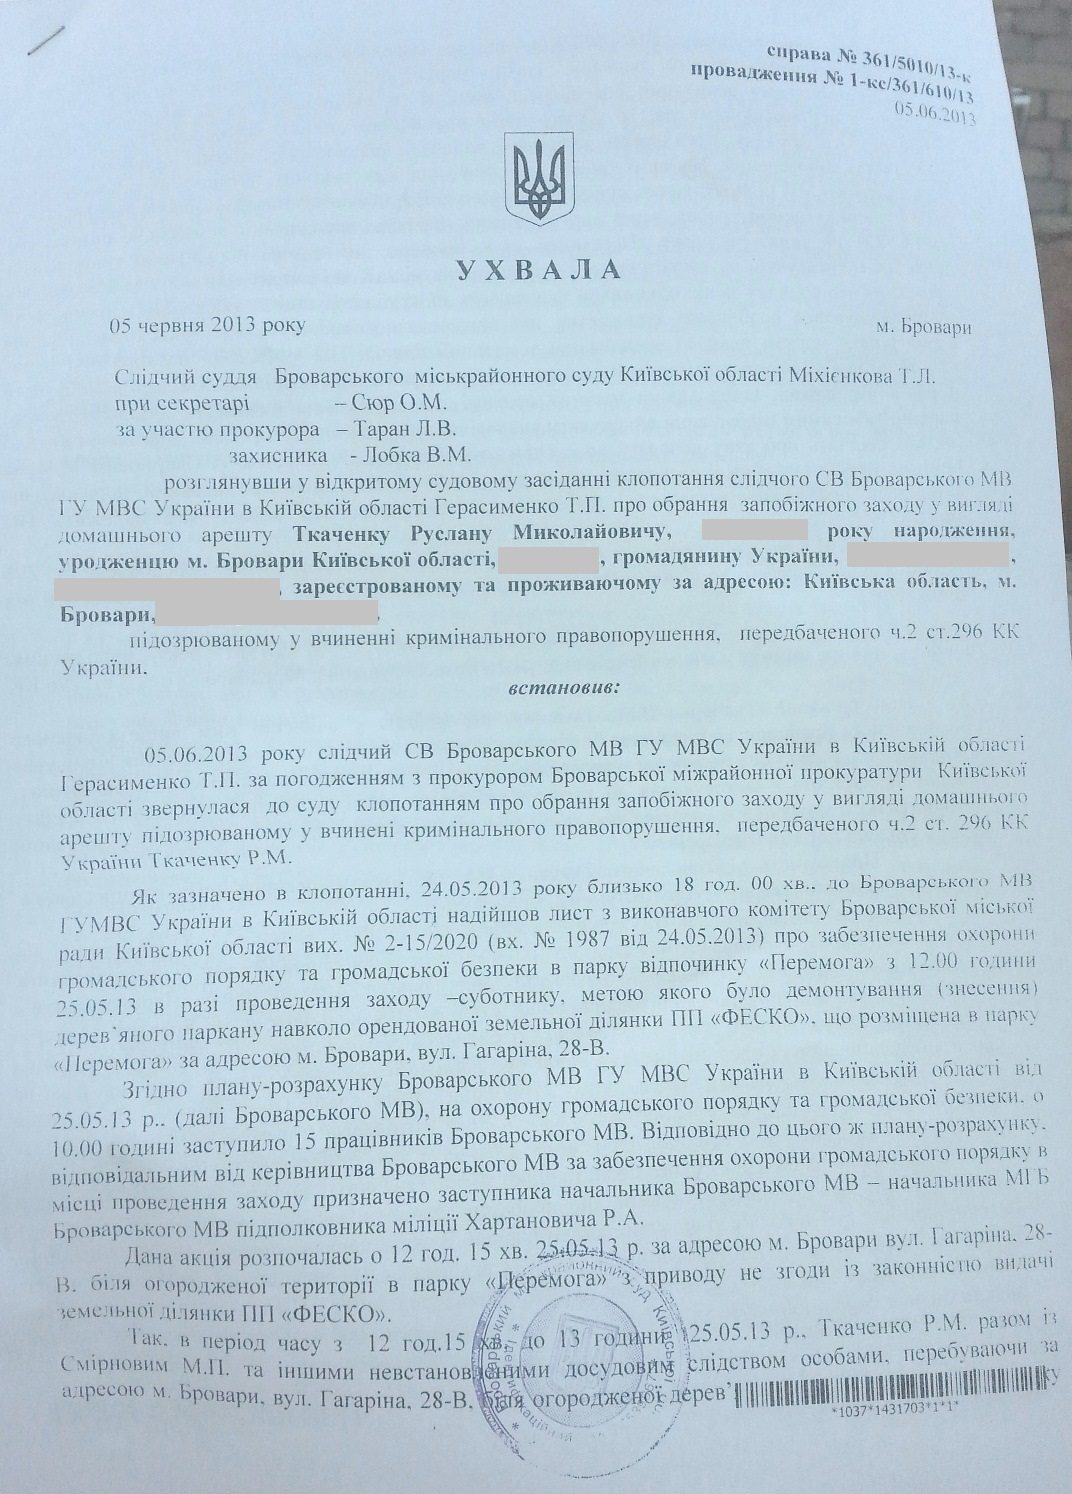 справа № 361/5010/13-к
провадження № 1-кс/361/610/13
05.06.2013
У Х В А Л А
05 червня 2013 року м. Бровари
Слідчий суддя Броварського міськрайонного суду Київської області Міхієнкова Т.Л.
при секретарі – Сюр О.М.
за участю прокурора – Таран Л.В.
захисника - Лобка В.М.
розглянувши у відкритому судовому засіданні клопотання слідчого СВ Броварського МВ
ГУ МВС України в Київській області Герасименко Т.П. про обрання запобіжного заходу у вигляді
домашнього арешту Ткаченку Руслану Миколайовичу, року народження,
уродженцю м. Бровари Київської області, , громадянину України, ,
, зареєстрованому та проживаючому за адресою: Київська область, м.
Бровари, ,
підозрюваному у вчиненні кримінального правопорушення, передбаченого ч.2 ст.296 КК
України.
встановив:
05.06.2013 року слідчий СВ Броварського МВ ГУ МВС України в Київській області
Герасименко Т.П. за погодженням з прокурором Броварської міжрайонної прокуратури Київської
області звернулася до суду клопотанням про обрання запобіжного заходу у вигляді домашнього
арешту підозрюваному у вчинені кримінального правопорушення, передбаченого ч.2 ст. 296 КК
України Ткаченку Р.М.
Як зазначено в клопотанні, 24.05.2013 року близько 18 год. 00 хв., до Броварського МВ
ГУМВС України в Київській області надійшов лист з виконавчого комітету Броварської міської
ради Київської області вих. № 2-15/2020 (вх. № 1987 від 24.05.2013) про забезпечення охорони
громадського порядку та громадської безпеки в парку відпочинку «Перемога» з 12.00 години
25.05.13 в разі проведення заходу –суботнику, метою якого було демонтування (знесення)
дерев`яного паркану навколо орендованої земельної ділянки ПП «ФЕСКО», що розміщена в парку
«Перемога» за адресою м. Бровари, вул. Гагаріна, 28-В.
Згідно плану-розрахунку Броварського МВ ГУ МВС України в Київській області від
25.05.13 р., (далі Броварського МВ), на охорону громадського порядку та громадської безпеки, о
10.00 годині заступило 15 працівників Броварського МВ. Відповідно до цього ж плану-розрахунку,
відповідальним від керівництва Броварського МВ за забезпечення охорони громадського порядку в
місці проведення заходу призначено заступника начальника Броварського МВ – начальника МГБ
Броварського МВ підполковника міліції Хартановича Р.А.
Дана акція розпочалась о 12 год. 15 хв. 25.05.13 р. за адресою м. Бровари вул. Гагаріна, 28-
В, біля огородженої території в парку «Перемога» з приводу не згоди із законністю видачі
земельної ділянки ПП «ФЕСКО».
Так, в період часу з 12 год.15 хв. до 13 години 25.05.13 р., Ткаченко Р.М. разом із
Смірновим М.П. та іншими невстановленими досудовим слідством особами, перебуваючи за
адресою м. Бровари, вул. Гагаріна, 28-В, біля огородженої дерев`
*1037*1431703*1*1*